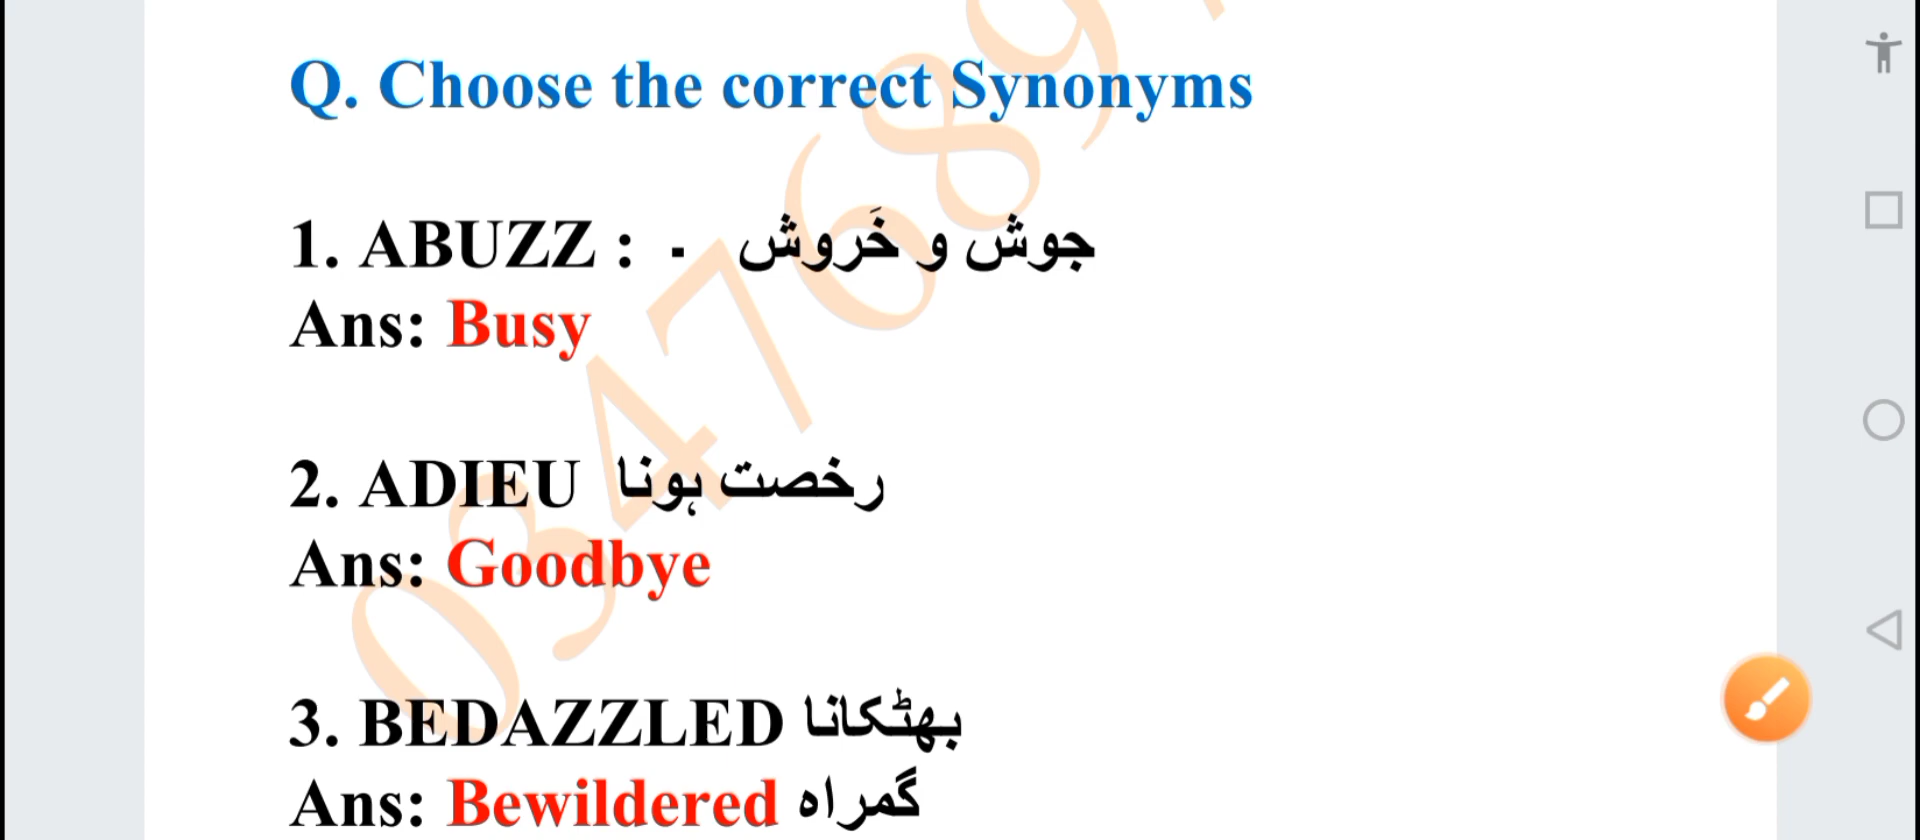 Q. Choose the correct Synonyms
1. ABUZZ : - جوش و خَروش
Ans: Busy
2. ADIEU رخصت ہونا
Ans: Goodbye
3. BEDAZZLED بھٹکانا
Ans: Bewildered گمراہ